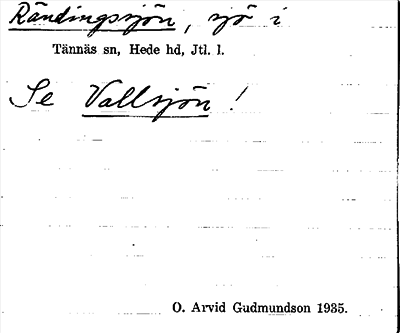 Rändingssjön, sjö i
Tännäs sn, Hede hd, Jtl. l.
Se Vallsjön!
O. Arvid Gudmundson 1935.